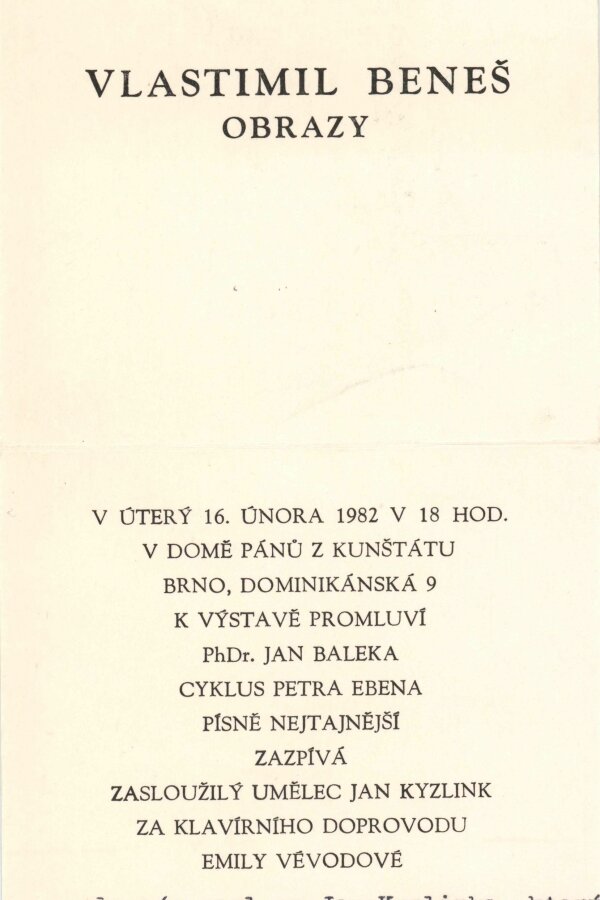 VLASTIMIL BENEŠ
OBRAZY
V ÚTERÝ 16. ÚNORA 1982 V 18 HOD.
V DOMĚ PÁNŮ Z KUNŠTÁTU
BRNO, DOMINIKÁNSKÁ 9
K VÝSTAVĚ PROMLUVÍ
PhDr. JAN BALEKA
CYKLUS PETRA EBENA
PÍSNĚ NEJTAJNĚJŠÍ
ZAZPÍVÁ
ZASLOUŽILÝ UMĚLEC JAN KYZLINK
ZA KLAVÍRNÍHO DOPROVODU
EMILY VÉVODOVÉ